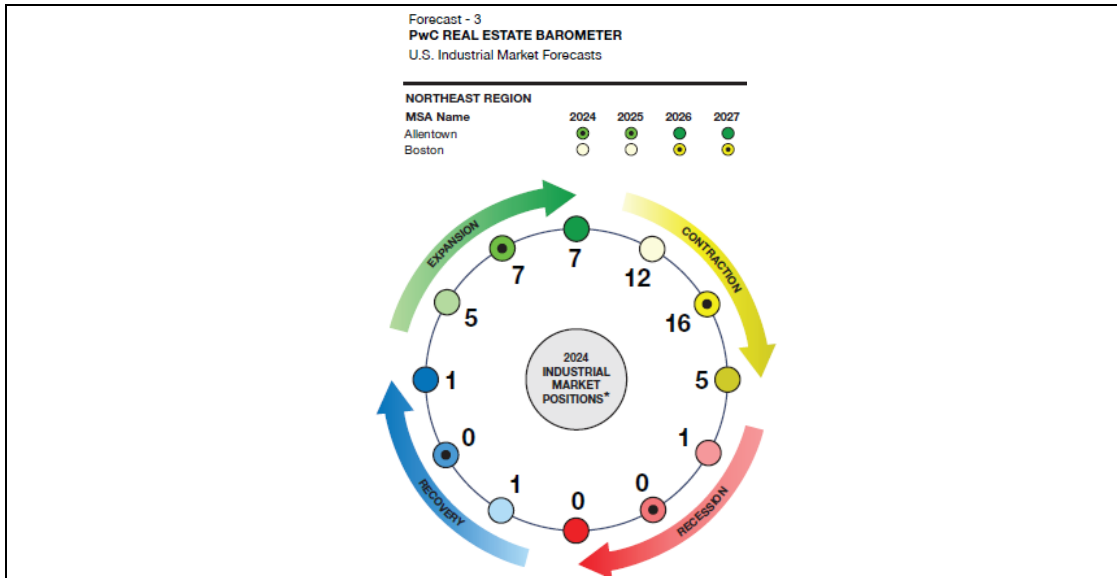 Forecast - 3
PwC REAL ESTATE BAROMETER
U.S. Industrial Market Forecasts
NORTHEAST REGION
MSA Name 2024 2025 2026 2027
Allentown
Boston
EXPANSION
CONTRACTION
7
7
12
5
16
1
2024
INDUSTRIAL
MARKET
POSITIONS*
5
0
1
1
0
0
RECOVERY
RECESSION